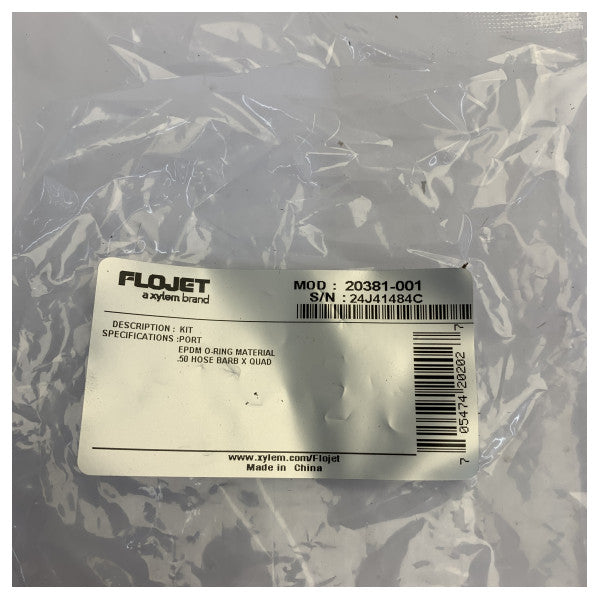 FLOJET
a xylem brand
MOD : 20381-001
S/N : 24J41484C
DESCRIPTION : KIT
SPECIFICATIONS :PORT
EPDM O-RING MATERIAL
.50 HOSE BARB X QUAD
7 05474 20202 7
www.xylem.com/Flojet
Made in China